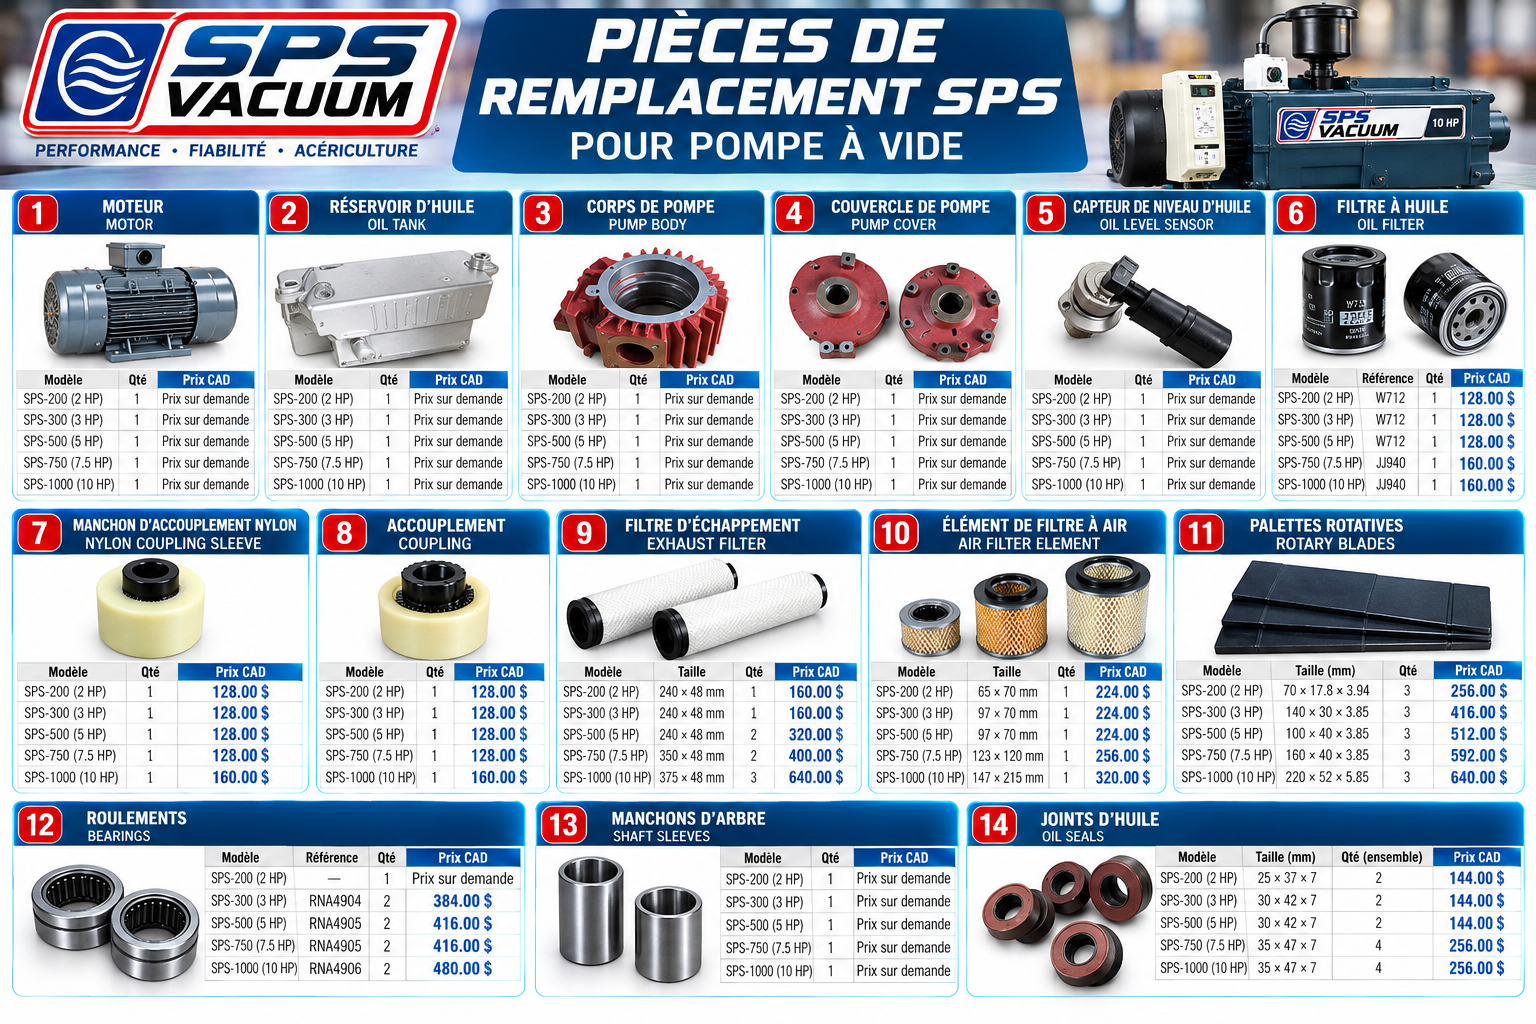 SPS
VACUUM
PERFORMANCE • FIABILITÉ • ACÉRICULTURE
PIÈCES DE
REMPLACEMENT SPS
POUR POMPE À VIDE
SPS
VACUUM
10 HP
1 MOTEUR
MOTOR
Modèle Qté Prix CAD
SPS-200 (2 HP) 1 Prix sur demande
SPS-300 (3 HP) 1 Prix sur demande
SPS-500 (5 HP) 1 Prix sur demande
SPS-750 (7.5 HP) 1 Prix sur demande
SPS-1000 (10 HP) 1 Prix sur demande
2 RÉSERVOIR D'HUILE
OIL TANK
Modèle Qté Prix CAD
SPS-200 (2 HP) 1 Prix sur demande
SPS-300 (3 HP) 1 Prix sur demande
SPS-500 (5 HP) 1 Prix sur demande
SPS-750 (7.5 HP) 1 Prix sur demande
SPS-1000 (10 HP) 1 Prix sur demande
3 CORPS DE POMPE
PUMP BODY
Modèle Qté Prix CAD
SPS-200 (2 HP) 1 Prix sur demande
SPS-300 (3 HP) 1 Prix sur demande
SPS-500 (5 HP) 1 Prix sur demande
SPS-750 (7.5 HP) 1 Prix sur demande
SPS-1000 (10 HP) 1 Prix sur demande
4 COUVERCLE DE POMPE
PUMP COVER
Modèle Qté Prix CAD
SPS-200 (2 HP) 1 Prix sur demande
SPS-300 (3 HP) 1 Prix sur demande
SPS-500 (5 HP) 1 Prix sur demande
SPS-750 (7.5 HP) 1 Prix sur demande
SPS-1000 (10 HP) 1 Prix sur demande
5 CAPTEUR DE NIVEAU D'HUILE
OIL LEVEL SENSOR
Modèle Qté Prix CAD
SPS-200 (2 HP) 1 Prix sur demande
SPS-300 (3 HP) 1 Prix sur demande
SPS-500 (5 HP) 1 Prix sur demande
SPS-750 (7.5 HP) 1 Prix sur demande
SPS-1000 (10 HP) 1 Prix sur demande
6 FILTRE À HUILE
OIL FILTER
Modèle Référence Qté Prix CAD
SPS-200 (2 HP) W712 1 128.00 $
SPS-300 (3 HP) W712 1 128.00 $
SPS-500 (5 HP) W712 1 128.00 $
SPS-750 (7.5 HP) JJ940 1 160.00 $
SPS-1000 (10 HP) JJ940 1 160.00 $
7 MANCHON D'ACCOUPLEMENT NYLON
NYLON COUPLING SLEEVE
Modèle Qté Prix CAD
SPS-200 (2 HP) 1 128.00 $
SPS-300 (3 HP) 1 128.00 $
SPS-500 (5 HP) 1 128.00 $
SPS-750 (7.5 HP) 1 128.00 $
SPS-1000 (10 HP) 1 160.00 $
8 ACCOUPLEMENT
COUPLING
Modèle Qté Prix CAD
SPS-200 (2 HP) 1 128.00 $
SPS-300 (3 HP) 1 128.00 $
SPS-500 (5 HP) 1 128.00 $
SPS-750 (7.5 HP) 1 128.00 $
SPS-1000 (10 HP) 1 160.00 $
9 FILTRE D'ÉCHAPPEMENT
EXHAUST FILTER
Modèle Taille Qté Prix CAD
SPS-200 (2 HP) 240 × 48 mm 1 160.00 $
SPS-300 (3 HP) 240 × 48 mm 1 160.00 $
SPS-500 (5 HP) 240 × 48 mm 2 320.00 $
SPS-750 (7.5 HP) 350 × 48 mm 2 400.00 $
SPS-1000 (10 HP) 375 × 48 mm 3 640.00 $
10 ÉLÉMENT DE FILTRE À AIR
AIR FILTER ELEMENT
Modèle Taille Qté Prix CAD
SPS-200 (2 HP) 65 × 70 mm 1 224.00 $
SPS-300 (3 HP) 97 × 70 mm 1 224.00 $
SPS-500 (5 HP) 97 × 70 mm 1 224.00 $
SPS-750 (7.5 HP) 123 × 120 mm 1 256.00 $
SPS-1000 (10 HP) 147 × 215 mm 1 320.00 $
11 PALETTES ROTATIVES
ROTARY BLADES
Modèle Taille (mm) Qté Prix CAD
SPS-200 (2 HP) 70 × 17.8 × 3.94 3 256.00 $
SPS-300 (3 HP) 140 × 30 × 3.85 3 416.00 $
SPS-500 (5 HP) 100 × 40 × 3.85 3 512.00 $
SPS-750 (7.5 HP) 160 × 40 × 3.85 3 592.00 $
SPS-1000 (10 HP) 220 × 52 × 5.85 3 640.00 $
12 ROULEMENTS
BEARINGS
Modèle Référence Qté Prix CAD
SPS-200 (2 HP) — 1 Prix sur demande
SPS-300 (3 HP) RNA4904 2 384.00 $
SPS-500 (5 HP) RNA4905 2 416.00 $
SPS-750 (7.5 HP) RNA4905 2 416.00 $
SPS-1000 (10 HP) RNA4906 2 480.00 $
13 MANCHONS D'ARBRE
SHAFT SLEEVES
Modèle Qté Prix CAD
SPS-200 (2 HP) 1 Prix sur demande
SPS-300 (3 HP) 1 Prix sur demande
SPS-500 (5 HP) 1 Prix sur demande
SPS-750 (7.5 HP) 1 Prix sur demande
SPS-1000 (10 HP) 1 Prix sur demande
14 JOINTS D'HUILE
OIL SEALS
Modèle Taille (mm) Qté (ensemble) Prix CAD
SPS-200 (2 HP) 25 × 37 × 7 2 144.00 $
SPS-300 (3 HP) 30 × 42 × 7 2 144.00 $
SPS-500 (5 HP) 30 × 42 × 7 2 144.00 $
SPS-750 (7.5 HP) 35 × 47 × 7 4 256.00 $
SPS-1000 (10 HP) 35 × 47 × 7 4 256.00 $